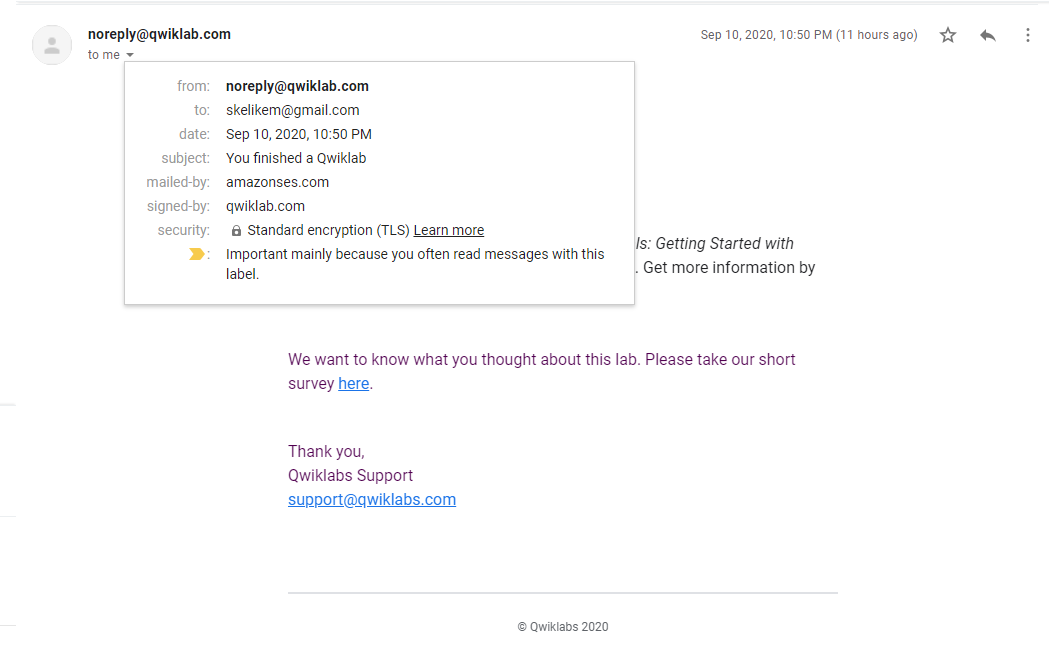 noreply@qwiklab.com
Sep 10, 2020, 10:50 PM (11 hours ago)
to me
from: noreply@qwiklab.com
to: skelikem@gmail.com
date: Sep 10, 2020, 10:50 PM
subject: You finished a Qwiklab
mailed-by: amazonses.com
signed-by: qwiklab.com
security: Standard encryption (TLS) Learn more
: Important mainly because you often read messages with this
label.
ls: Getting Started with
. Get more information by
We want to know what you thought about this lab. Please take our short
survey here.
Thank you,
Qwiklabs Support
support@qwiklabs.com
© Qwiklabs 2020